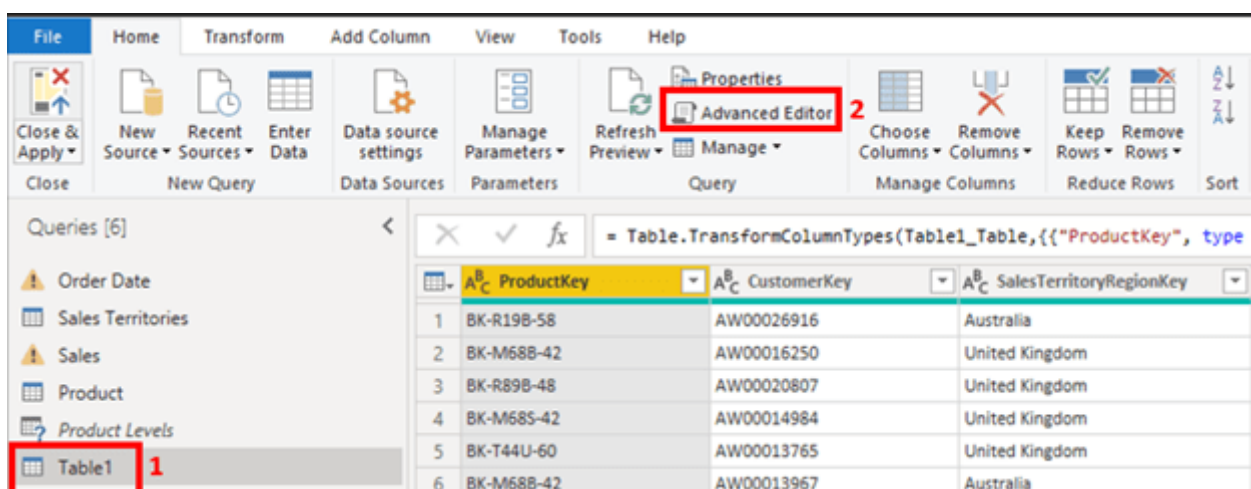 File Home Transform Add Column View Tools Help
Close & Apply
New Source
Recent Sources
Enter Data
Data source settings
Manage Parameters
Refresh Preview
Properties
Advanced Editor 2
Manage
Choose Columns
Remove Columns
Keep Rows
Remove Rows
Close New Query Data Sources Parameters Query Manage Columns Reduce Rows Sort
Queries [6]
fx = Table.TransformColumnTypes(Table1_Table,{{"ProductKey", type
Order Date
Sales Territories
Sales
Product
Product Levels
Table1 1
ABC ProductKey ABC CustomerKey ABC SalesTerritoryRegionKey
1 BK-R19B-58 AW00026916 Australia
2 BK-M68B-42 AW00016250 United Kingdom
3 BK-R89B-48 AW00020807 United Kingdom
4 BK-M68S-42 AW00014984 United Kingdom
5 BK-T44U-60 AW00013765 United Kingdom
6 BK-M68B-42 AW00013967 Australia